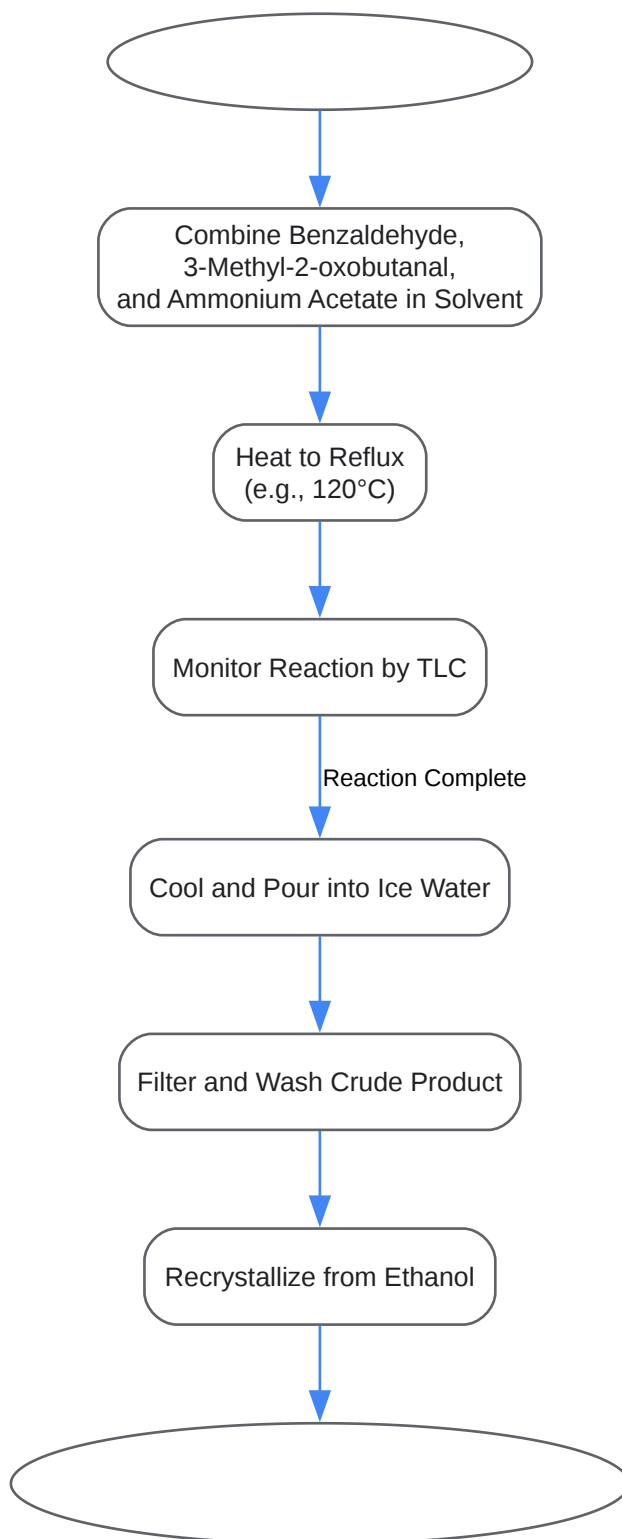 Combine Benzaldehyde,
3-Methyl-2-oxobutanal,
and Ammonium Acetate in Solvent
Heat to Reflux
(e.g., 120°C)
Monitor Reaction by TLC
Reaction Complete
Cool and Pour into Ice Water
Filter and Wash Crude Product
Recrystallize from Ethanol